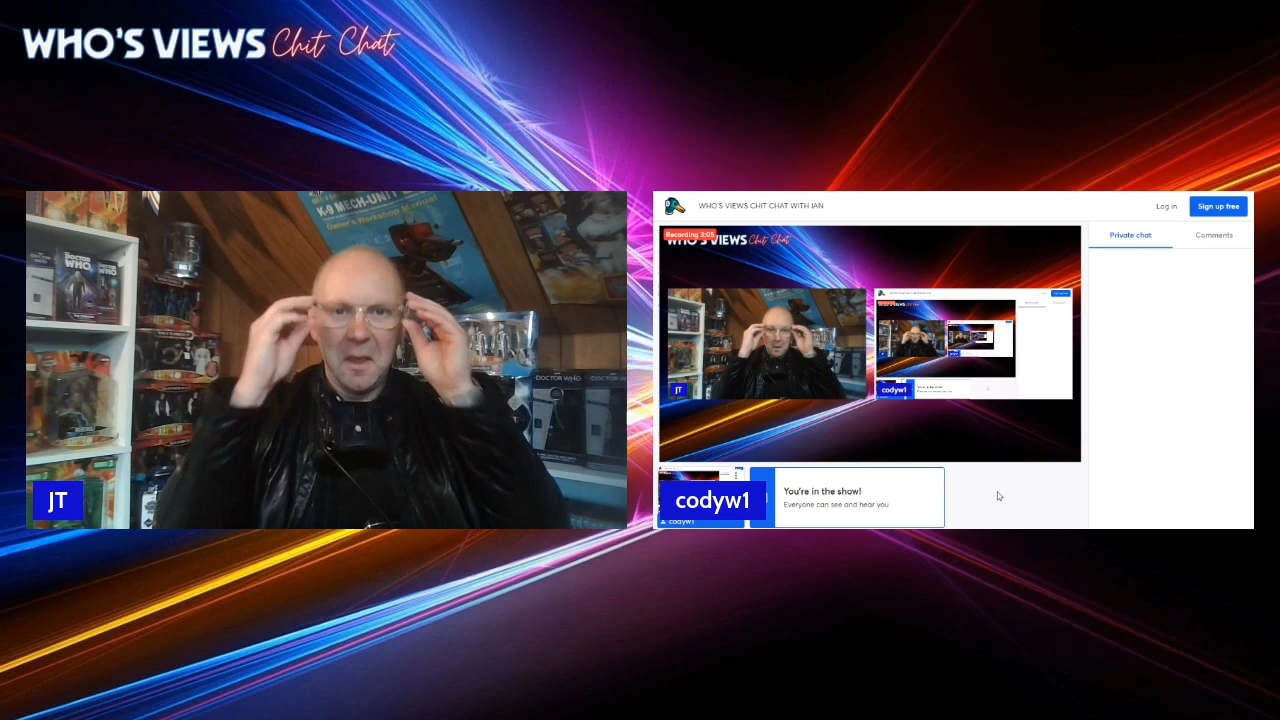 WHO'S VIEWS Chit Chat
K-9 MECH-UNIT
Owner's Workshop Manual
DOCTOR
WHO
DOCTOR WHO
JT
WHO'S VIEWS CHIT CHAT WITH IAN
Log in
Sign up free
Recording 3:05
WHO'S VIEWS Chit Chat
Private chat
Comments
JT
codyw1
You're in the show!
Everyone can see and hear you
codyw1
codyw1